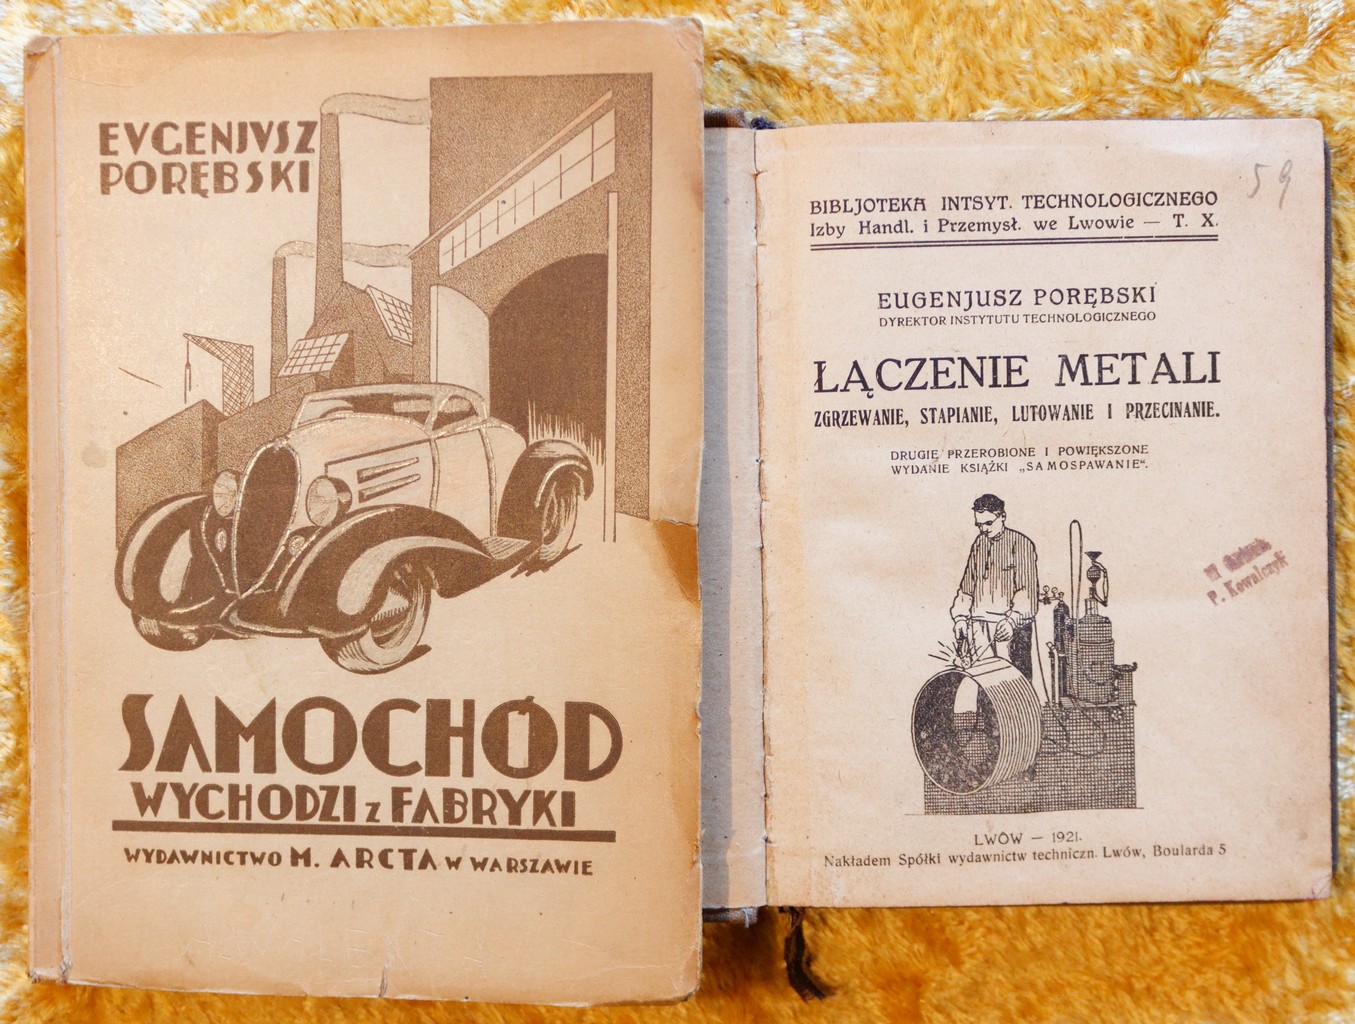 EVGENJVSZ
PORĘBSKI
SAMOCHÓD
WYCHODZI z FABRYKI
WYDAWNICTWO M. ARCTA W WARSZAWIE
59
BIBLJOTEKA INTSYT. TECHNOLOGICZNEGO
Izby Handl. i Przemysł. we Lwowie — T. X.
EUGENJUSZ PORĘBSKI
DYREKTOR INSTYTUTU TECHNOLOGICZNEGO
ŁĄCZENIE METALI
ZGRZEWANIE, STAPIANIE, LUTOWANIE I PRZECINANIE.
DRUGIE PRZEROBIONE I POWIĘKSZONE
WYDANIE KSIĄŻKI „SAMOSPAWANIE“.
P. Kowalczyk
LWÓW — 1921.
Nakładem Spółki wydawnictw techniczn. Lwów, Boularda 5